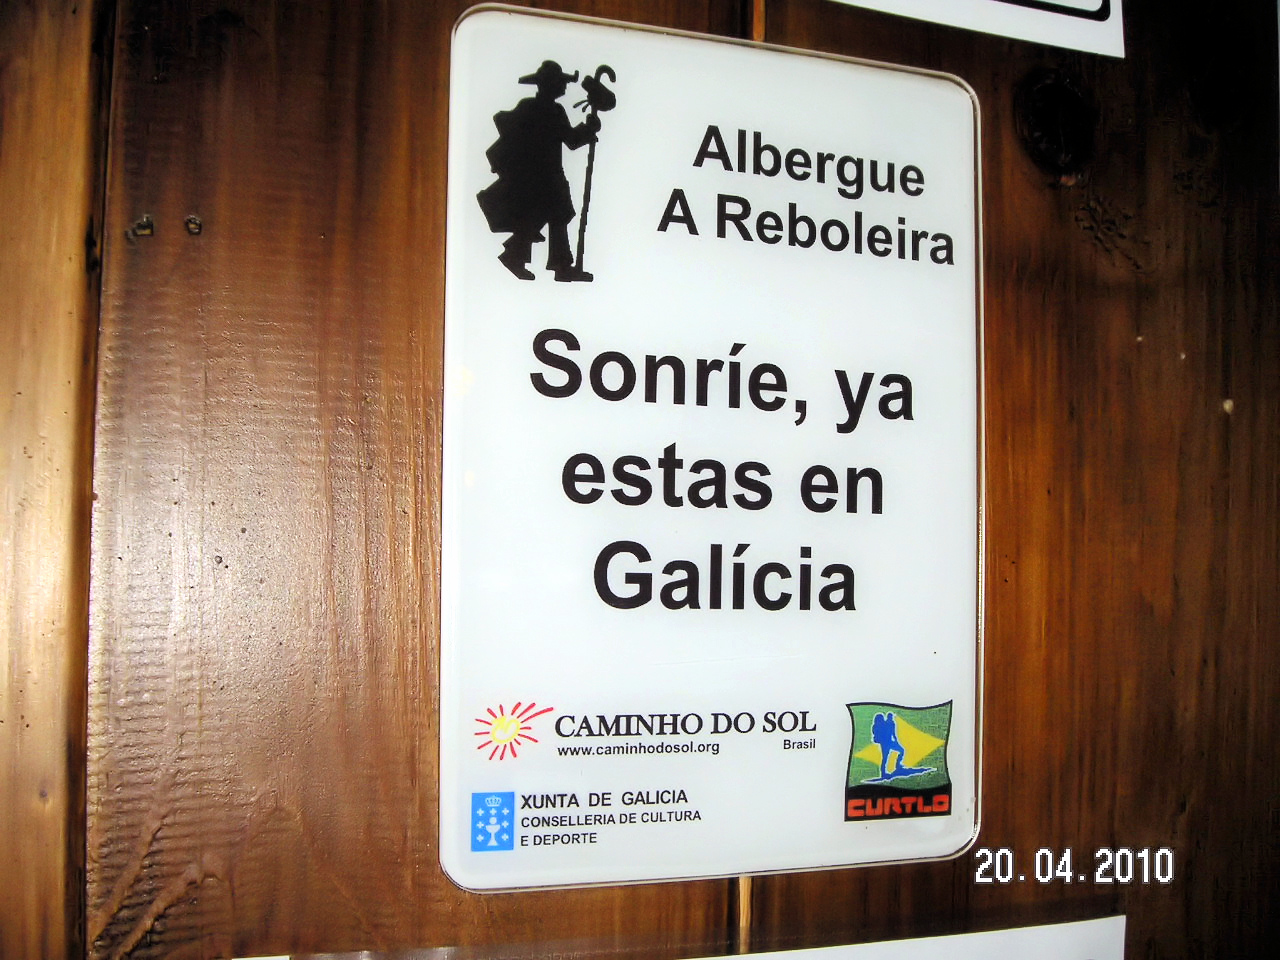 Albergue
A Reboleira
Sonríe, ya
estas en
Galícia
CAMINHO DO SOL
www.caminhodosol.org Brasil
CURTLO
XUNTA DE GALICIA
CONSELLERIA DE CULTURA
E DEPORTE
20.04.2010